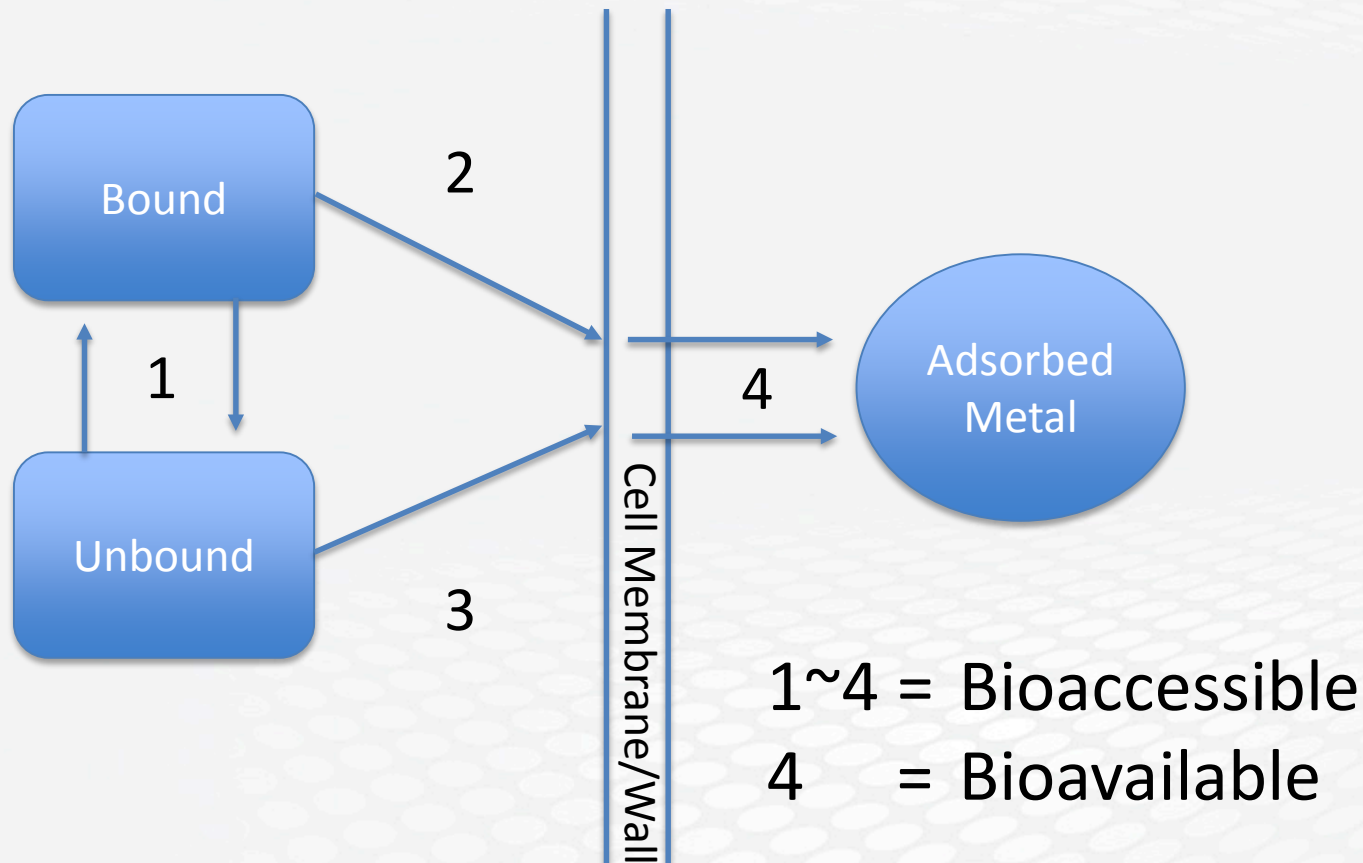 Bound
2
1
Unbound
3
Cell Membrane/Wall
4
Adsorbed
Metal
1~4 = Bioaccessible
4 = Bioavailable